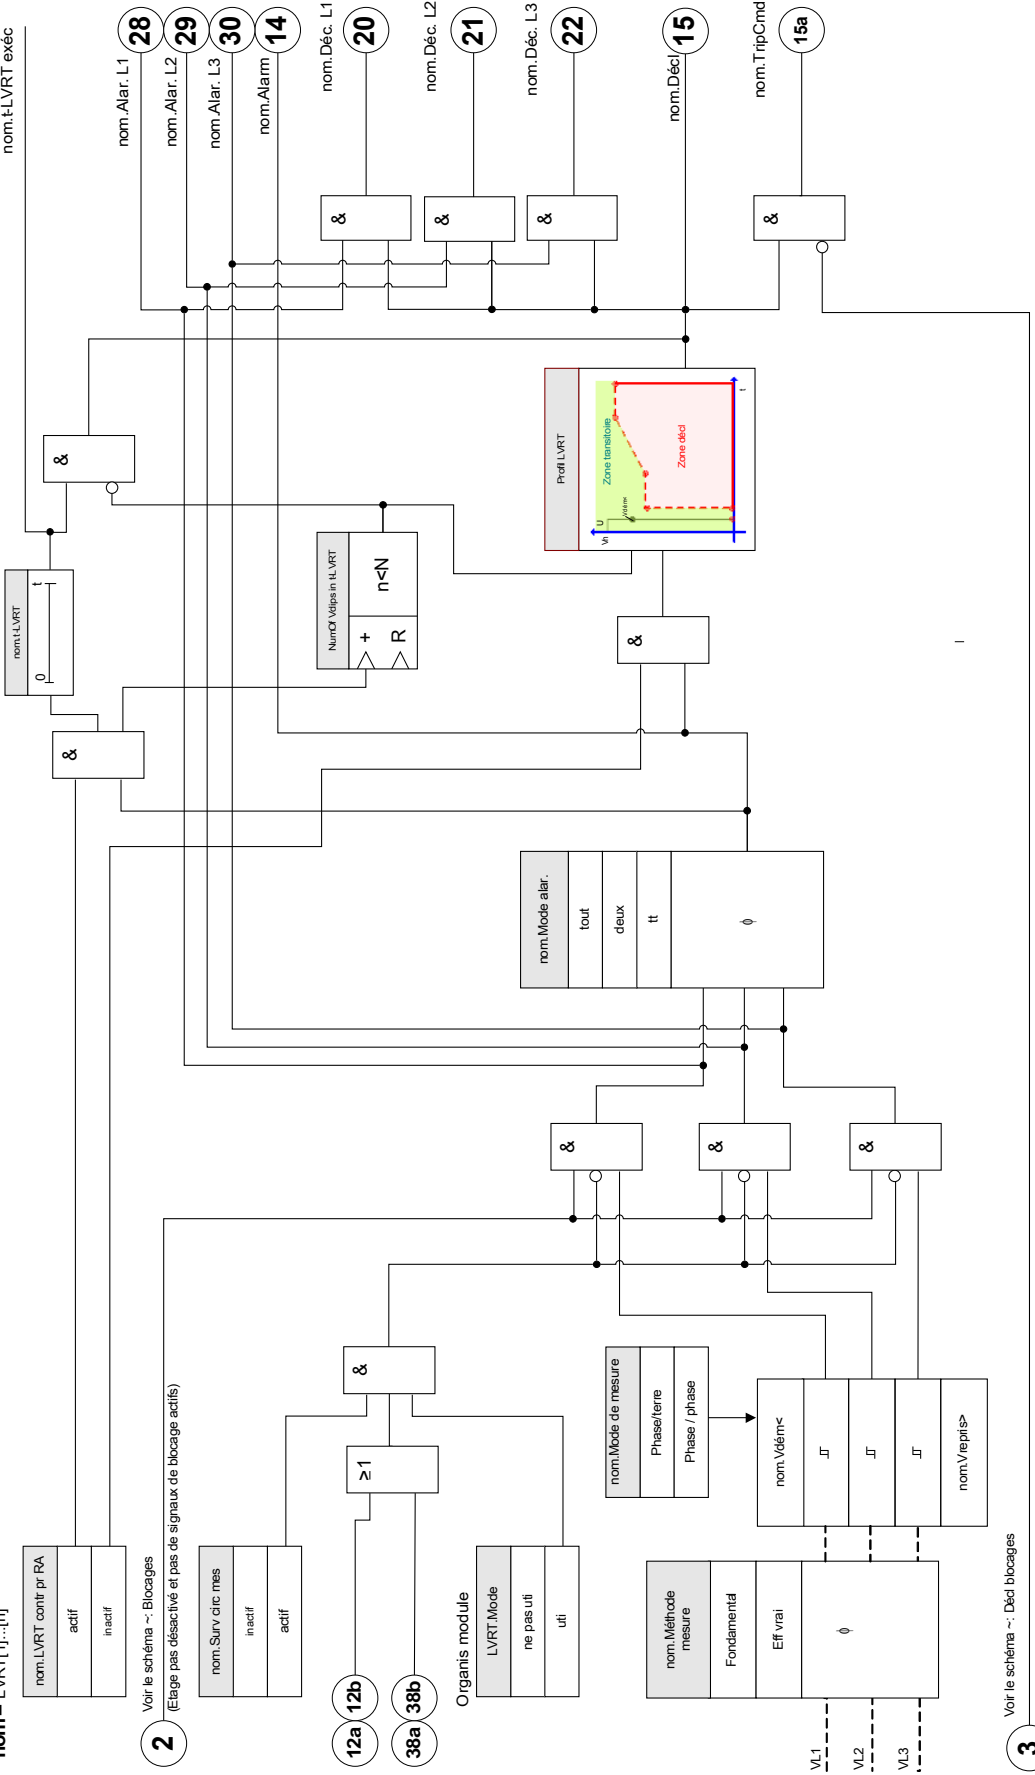 nom = LVRT[1]...[n]
nom.LVRT contr pr RA
actif
inactif
2
Voir le schéma ~: Blocages
(Etage pas désactivé et pas de signaux de blocage actifs)
nom.Surv circ mes
inactif
actif
12a
12b
38a
38b
≥1
&
Organis module
LVRT.Mode
ne pas uti
uti
nom.Mode de mesure
Phase/terre
Phase / phase
nom.Méthode mesure
Fondamental
Eff vrai
ϕ
VL1
VL2
VL3
nom.Vdém<
nom.Vrepris>
3
Voir le schéma ~: Décl blocages
&
&
&
nom.Mode alar.
tout
deux
tt
ϕ
&
nom.t-LVRT
0
t
NumOf Vdips in t-LVRT
+
R
n<N
&
&
Profil LVRT
Vn
U
Vdém<
Zone transitoire
Zone décl
t
&
&
&
&
nom.t-LVRT exéc
nom.Alar. L1
28
nom.Alar. L2
29
nom.Alar. L3
30
nom.Alarm
14
nom.Déc. L1
20
nom.Déc. L2
21
nom.Déc. L3
22
nom.Décl
15
nom.TripCmd
15a